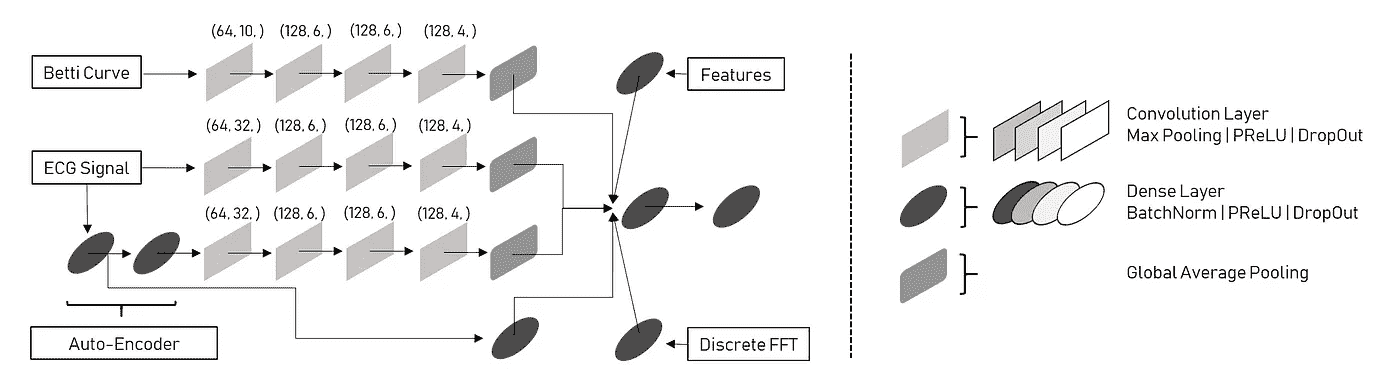 (64, 10, ) (128, 6, ) (128, 6, ) (128, 4, )
Betti Curve
Features
(64, 32, ) (128, 6, ) (128, 6, ) (128, 4, )
ECG Signal
(64, 32, ) (128, 6, ) (128, 6, ) (128, 4, )
Auto-Encoder
Discrete FFT
Convolution Layer
Max Pooling | PReLU | DropOut
Dense Layer
BatchNorm | PReLU | DropOut
Global Average Pooling